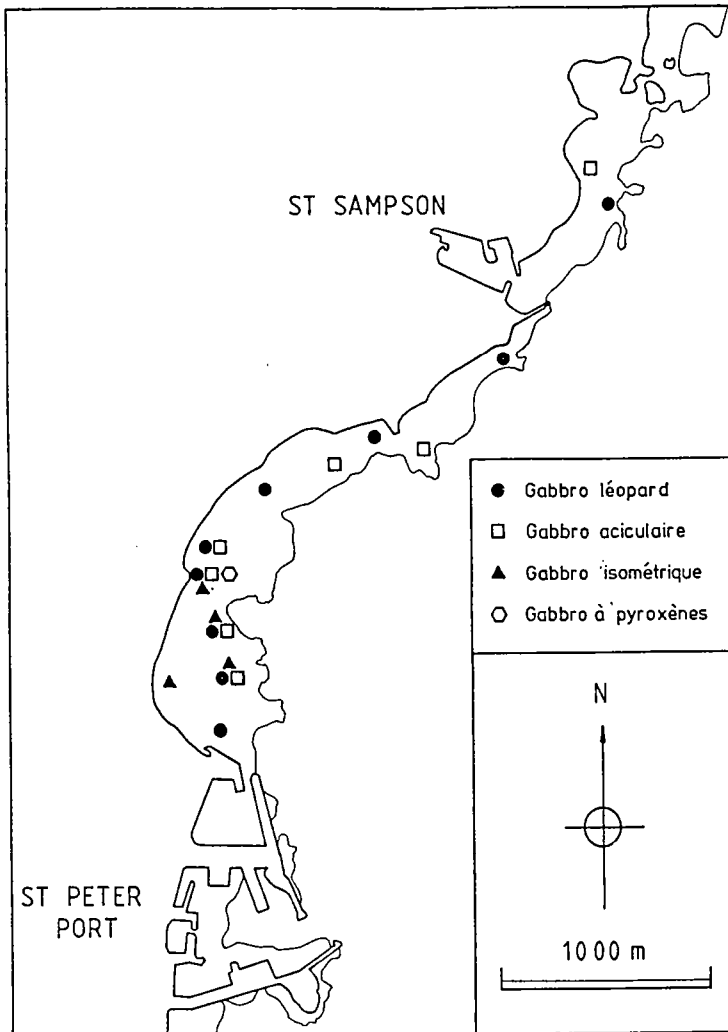 ST SAMPSON
Gabbro léopard
Gabbro aciculaire
Gabbro isométrique
Gabbro à pyroxènes
N
ST PETER
PORT
1000 m